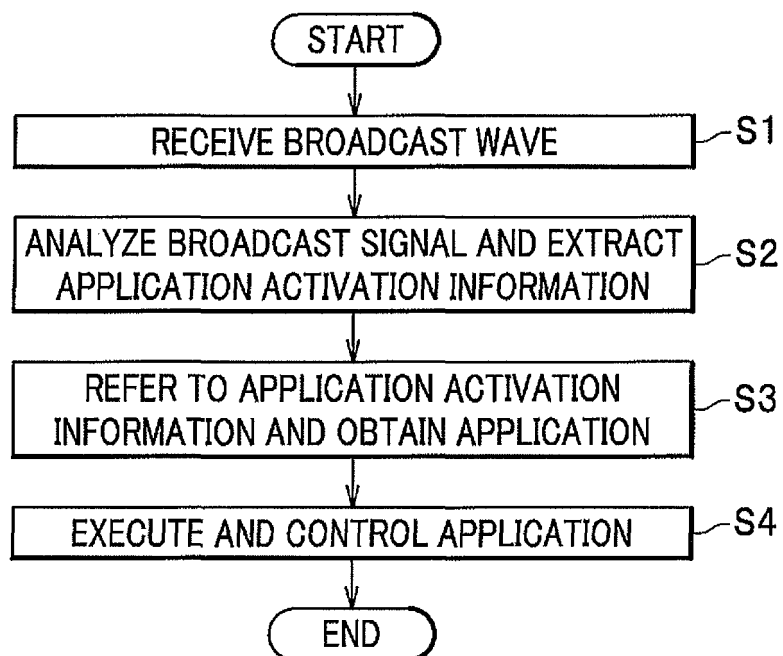 START
RECEIVE BROADCAST WAVE
S1
ANALYZE BROADCAST SIGNAL AND EXTRACT
APPLICATION ACTIVATION INFORMATION
S2
REFER TO APPLICATION ACTIVATION
INFORMATION AND OBTAIN APPLICATION
S3
EXECUTE AND CONTROL APPLICATION
S4
END